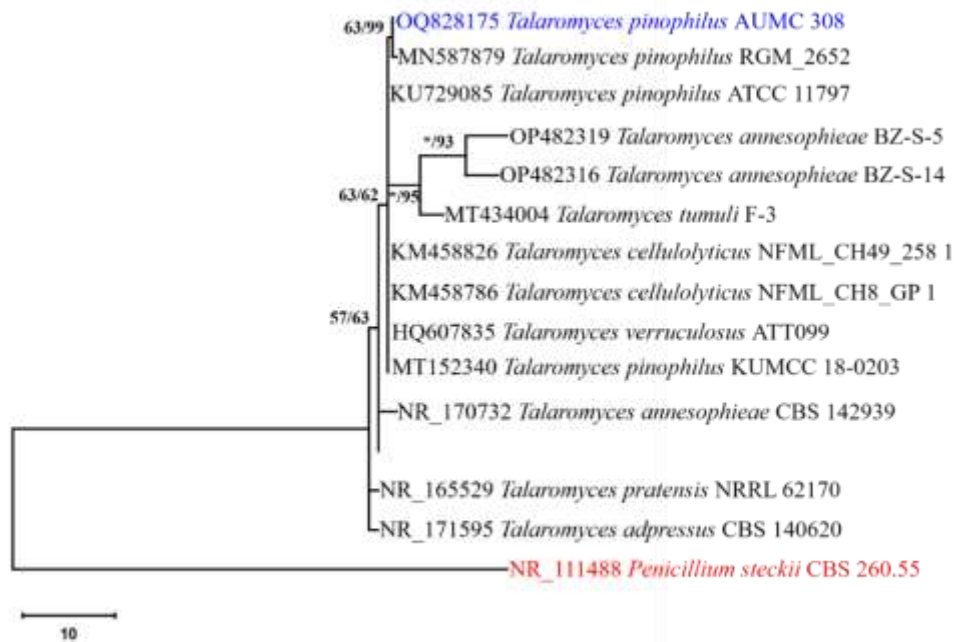 63/99
OQ828175 Talaromyces pinophilus AUMC 308
MN587879 Talaromyces pinophilus RGM_2652
KU729085 Talaromyces pinophilus ATCC 11797
*/93
OP482319 Talaromyces annesophieae BZ-S-5
OP482316 Talaromyces annesophieae BZ-S-14
63/62
*/95
MT434004 Talaromyces tumuli F-3
KM458826 Talaromyces cellulolyticus NFML_CH49_258 1
KM458786 Talaromyces cellulolyticus NFML_CH8_GP 1
57/63
HQ607835 Talaromyces verruculosus ATT099
MT152340 Talaromyces pinophilus KUMCC 18-0203
NR_170732 Talaromyces annesophieae CBS 142939
NR_165529 Talaromyces pratensis NRRL 62170
NR_171595 Talaromyces adpressus CBS 140620
NR_111488 Penicillium steckii CBS 260.55
10